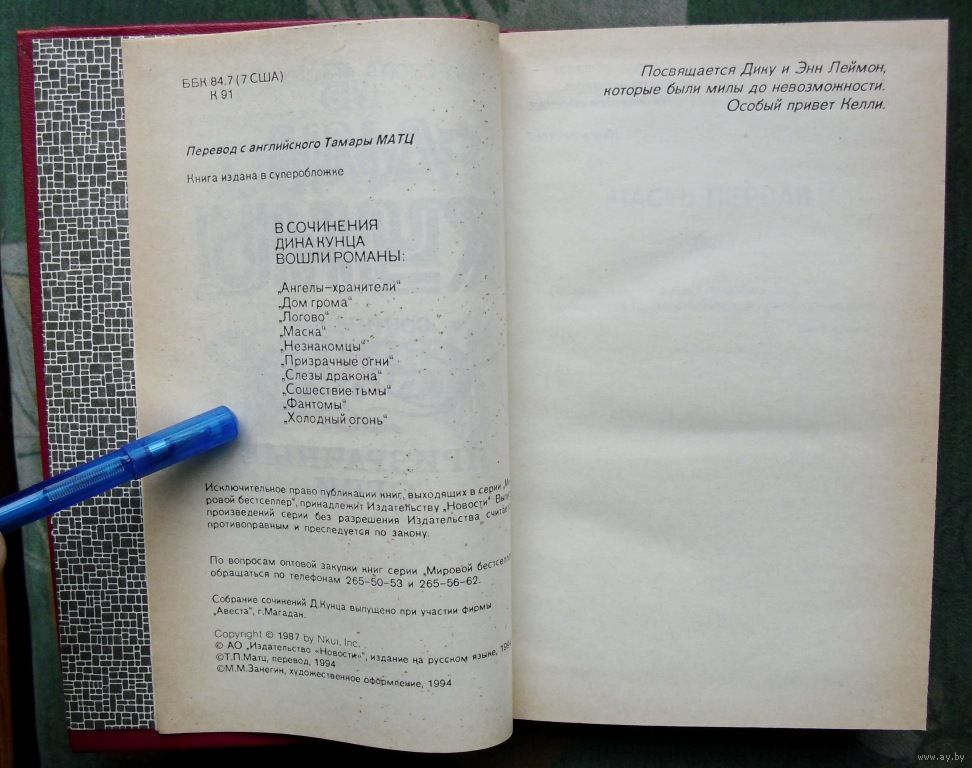 ББК 84.7 (7 США)
К 91
Перевод с английского Тамары МАТЦ
Книга издана в суперобложке
В СОЧИНЕНИЯ
ДИНА КУНЦА
ВОШЛИ РОМАНЫ:
„Ангелы-хранители“
„Дом грома“
„Логово“
„Маска“
„Незнакомцы“
„Призрачные огни“
„Слезы дракона“
„Сошествие тьмы“
„Фантомы“
„Холодный огонь“
Исключительное право публикации книг, выходящих в серии
ровой бестселлер“, принадлежит Издательству „Новости“
произведений серии без разрешения Издательства
противоправным и преследуется по закону.
По вопросам оптовой закупки книг серии „Мировой
обращаться по телефонам 265-50-53 и 265-56-62.
Собрание сочинений Д.Кунца выпущено при участии фирмы
„Авеста“, г.Магадан.
Copyright © 1987 by Nkui, Inc.
© АО „Издательство «Новости»“, издание на русском языке,
©Т.П.Матц, перевод, 1994
©М.М.Занегин, художественное оформление, 1994
Посвящается Дику и Энн Леймон,
которые были милы до невозможности.
Особый привет Келли.
www.ay.by